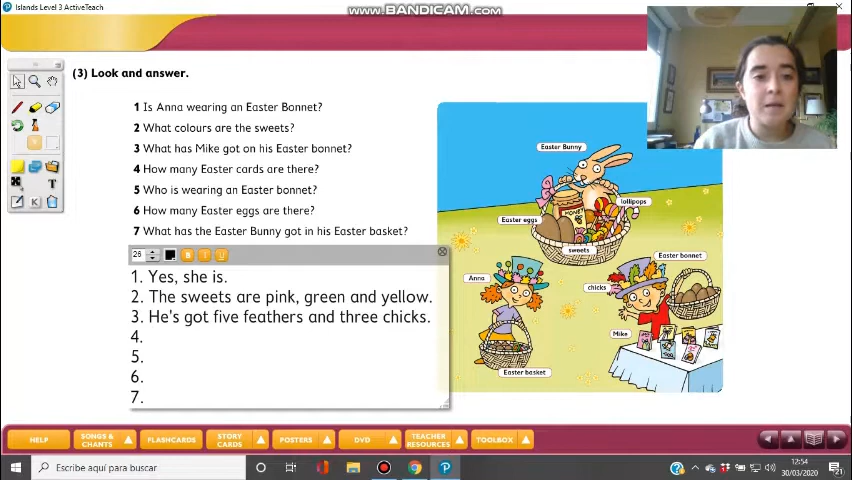 Islands Level 3 ActiveTeach
WWW.BANDICAM.COM
(3) Look and answer.
1 Is Anna wearing an Easter Bonnet?
2 What colours are the sweets?
3 What has Mike got on his Easter bonnet?
4 How many Easter cards are there?
5 Who is wearing an Easter bonnet?
6 How many Easter eggs are there?
7 What has the Easter Bunny got in his Easter basket?
Easter Bunny
lollipops
Easter eggs
HONEY
sweets
Easter bonnet
Anna
chicks
Mike
Easter basket
26
1. Yes, she is.
2. The sweets are pink, green and yellow.
3. He's got five feathers and three chicks.
4.
5.
6.
7.
T
K
HELP
SONGS & CHANTS
FLASHCARDS
STORY CARDS
POSTERS
DVD
TEACHER RESOURCES
TOOLBOX
Escribe aquí para buscar
12:54
30/03/2020
21